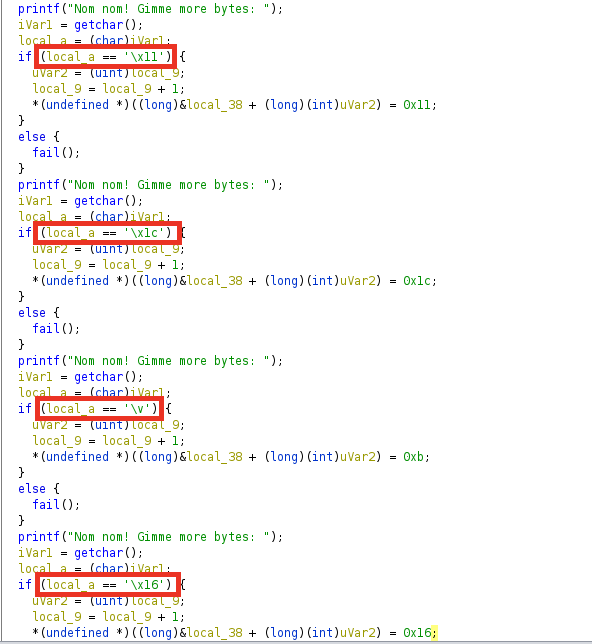 printf("Nom nom! Gimme more bytes: ");
iVar1 = getchar();
local_a = (char)iVar1;
if (local_a == '\x11') {
uVar2 = (uint)local_9;
local_9 = local_9 + 1;
*(undefined *)((long)&local_38 + (long)(int)uVar2) = 0x11;
}
else {
fail();
}
printf("Nom nom! Gimme more bytes: ");
iVar1 = getchar();
local_a = (char)iVar1;
if (local_a == '\x1c') {
uVar2 = (uint)local_9;
local_9 = local_9 + 1;
*(undefined *)((long)&local_38 + (long)(int)uVar2) = 0x1c;
}
else {
fail();
}
printf("Nom nom! Gimme more bytes: ");
iVar1 = getchar();
local_a = (char)iVar1;
if (local_a == '\v') {
uVar2 = (uint)local_9;
local_9 = local_9 + 1;
*(undefined *)((long)&local_38 + (long)(int)uVar2) = 0xb;
}
else {
fail();
}
printf("Nom nom! Gimme more bytes: ");
iVar1 = getchar();
local_a = (char)iVar1;
if (local_a == '\x16') {
uVar2 = (uint)local_9;
local_9 = local_9 + 1;
*(undefined *)((long)&local_38 + (long)(int)uVar2) = 0x16;